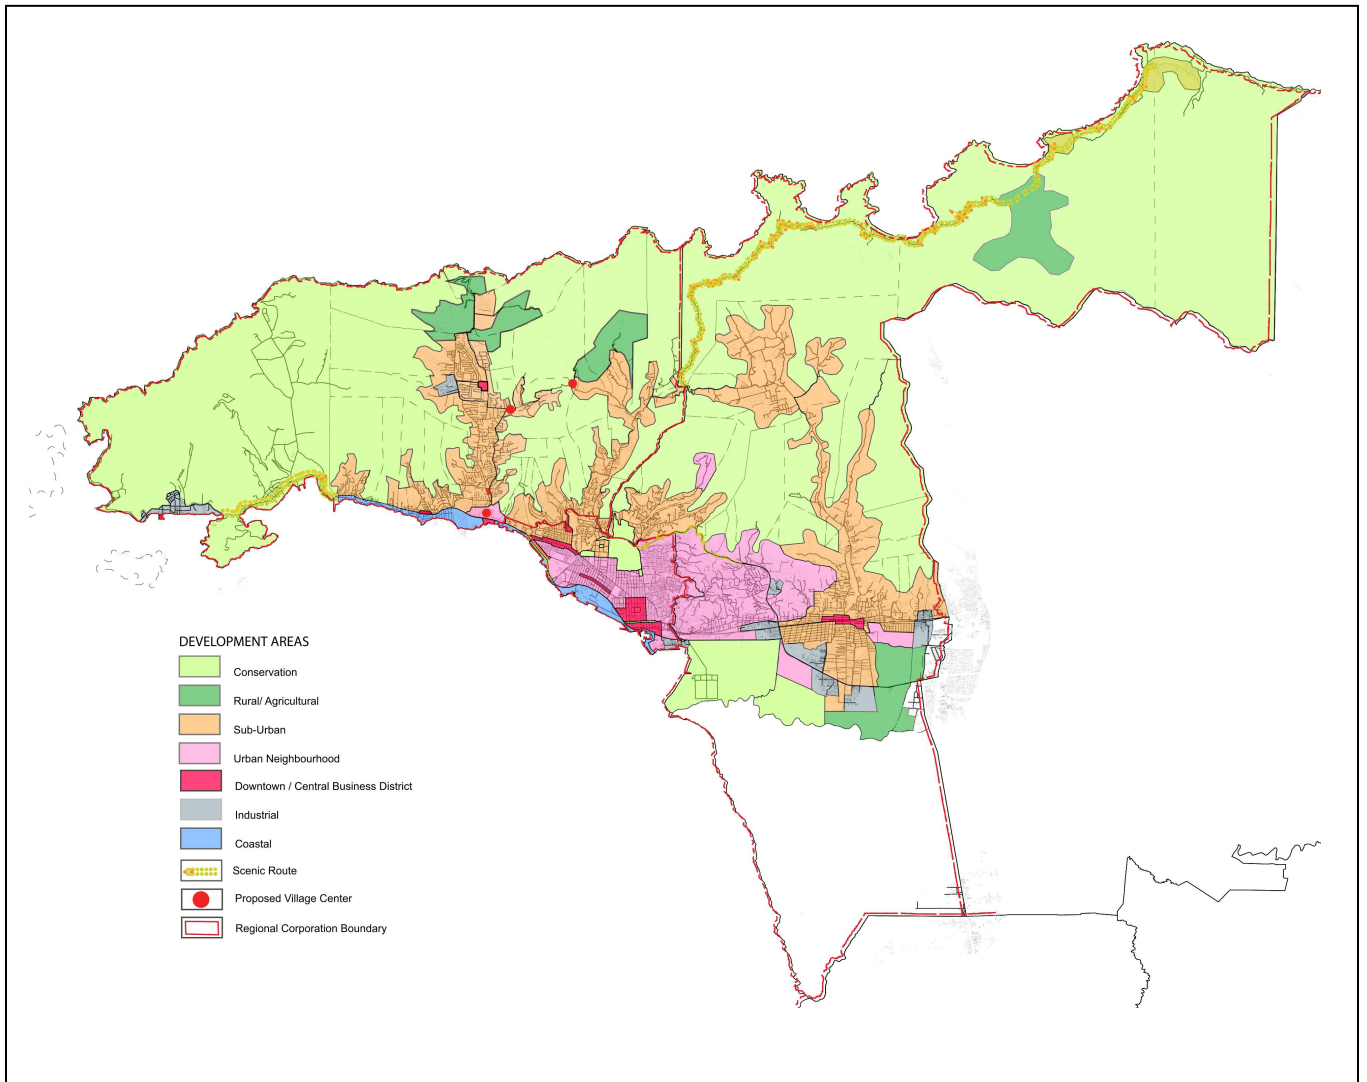 DEVELOPMENT AREAS
Conservation
Rural/ Agricultural
Sub-Urban
Urban Neighbourhood
Downtown / Central Business District
Industrial
Coastal
Scenic Route
Proposed Village Center
Regional Corporation Boundary